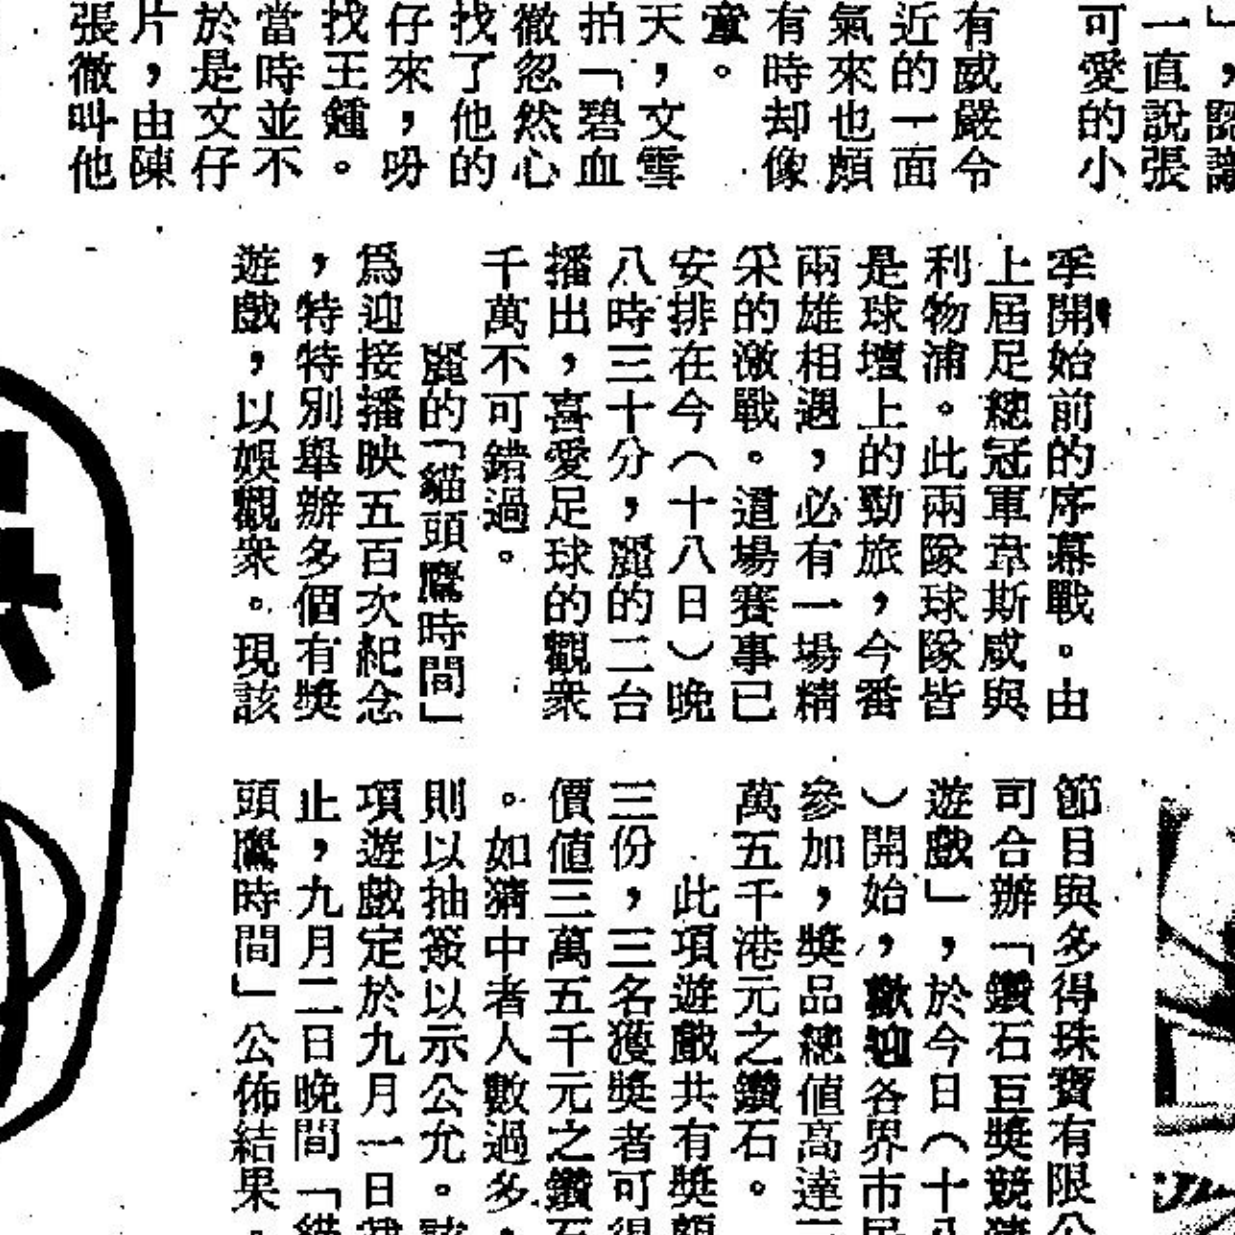 」，認識
一直說張
可愛的小
有威嚴令
近的一面
氣來也頗
有時却像
童。
天，文雪
拍「碧血
徹忽然心
找了他的
仔來，吩
找王鍾。
當時並不
於是文仔
片，由陳
張徹叫他
季開始前的序幕戰。由
上屆足總冠軍韋斯咸與
利物浦。此兩隊球隊皆
是球壇上的勁旅，今番
兩雄相遇，必有一場精
采的激戰。這場賽事已
安排在今（十八日）晚
八時三十分，麗的二台
播出，喜愛足球的觀衆
千萬不可錯過。
麗的「貓頭鷹時間」
爲迎接播映五百次紀念
，特特別舉辦多個有獎
遊戲，以娛觀衆。現該
節目與多得珠寶有限公
司合辦「鑽石巨獎競猜
遊戲」，於今日（十八
）開始，歡迎各界市民
參加，獎品總值高達
萬五千港元之鑽石。
此項遊戲共有獎額
三份，三名獲獎者可得
價值三萬五千元之鑽石
。如猜中者人數過多，
則以抽簽以示公允。該
項遊戲定於九月一日截
止，九月二日晚間「貓
頭鷹時間」公佈結果。